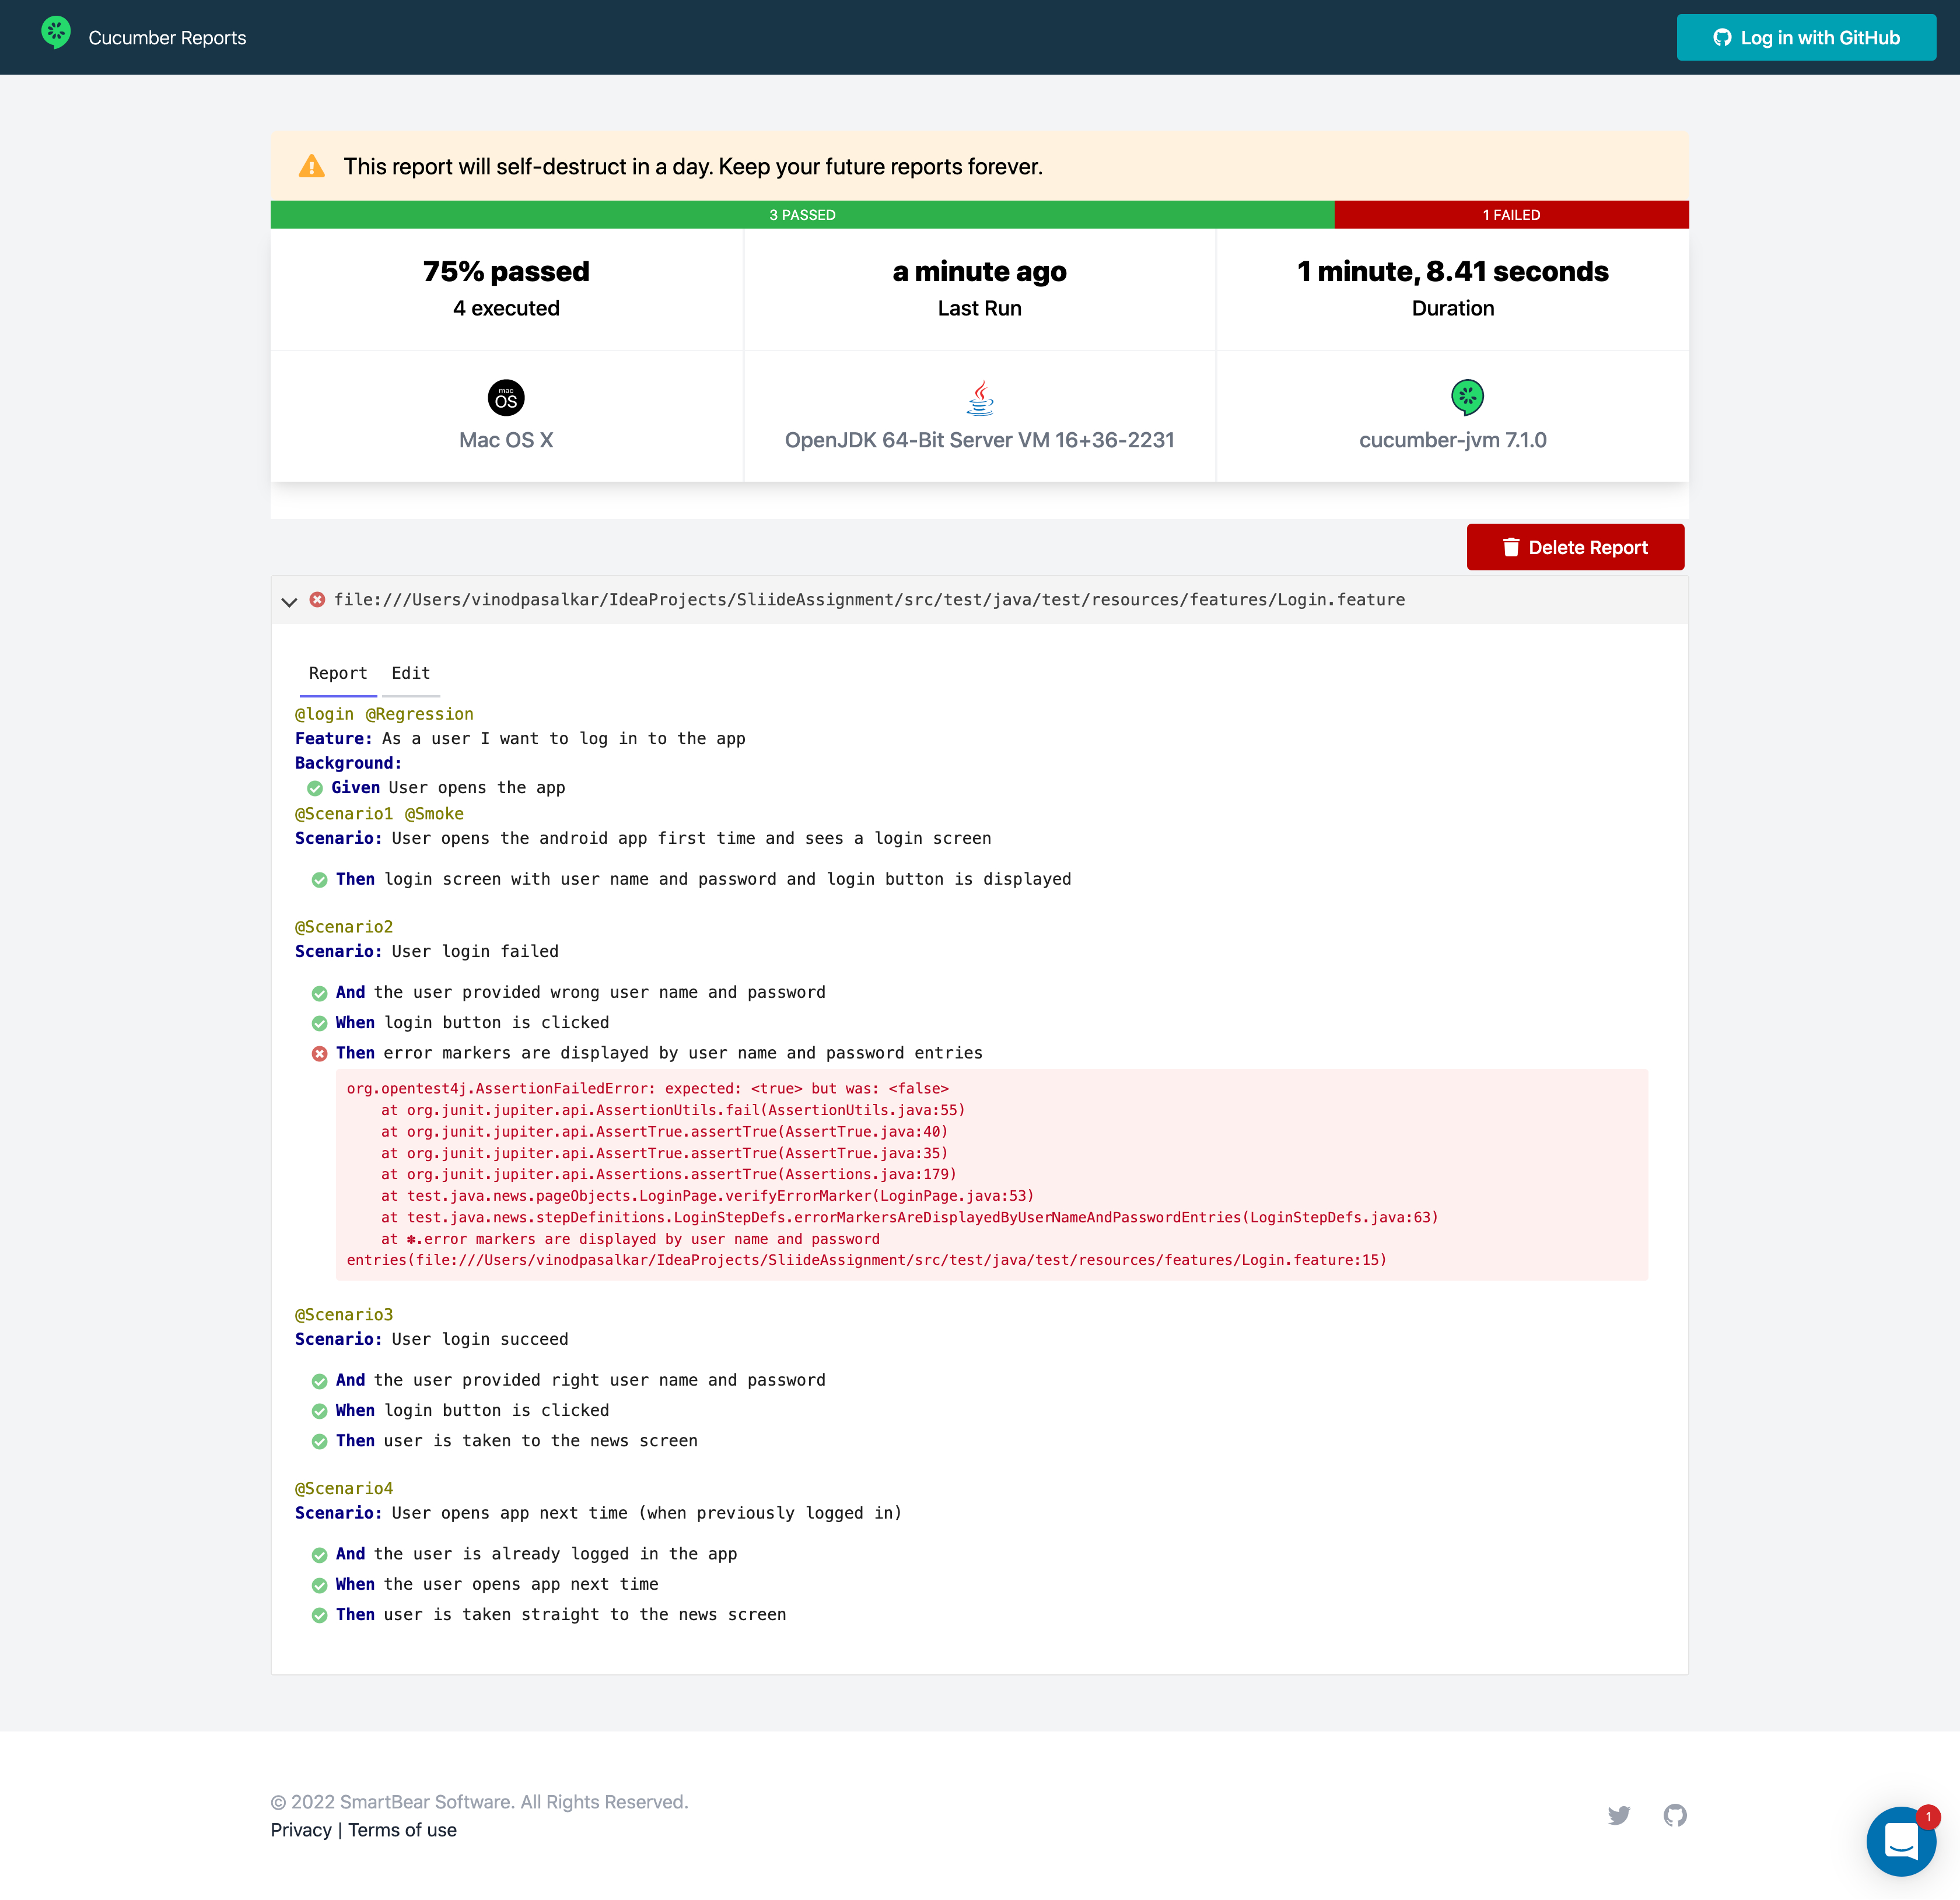 Cucumber Reports
Log in with GitHub
This report will self-destruct in a day. Keep your future reports forever.
3 PASSED
1 FAILED
75% passed
4 executed
a minute ago
Last Run
1 minute, 8.41 seconds
Duration
mac
OS
Mac OS X
OpenJDK 64-Bit Server VM 16+36-2231
cucumber-jvm 7.1.0
Delete Report
file:///Users/vinodpasalkar/IdeaProjects/SliideAssignment/src/test/java/test/resources/features/Login.feature
Report Edit
@login @Regression
Feature: As a user I want to log in to the app
Background:
Given User opens the app
@Scenario1 @Smoke
Scenario: User opens the android app first time and sees a login screen
Then login screen with user name and password and login button is displayed
@Scenario2
Scenario: User login failed
And the user provided wrong user name and password
When login button is clicked
Then error markers are displayed by user name and password entries
org.opentest4j.AssertionFailedError: expected: <true> but was: <false>
at org.junit.jupiter.api.AssertionUtils.fail(AssertionUtils.java:55)
at org.junit.jupiter.api.AssertTrue.assertTrue(AssertTrue.java:40)
at org.junit.jupiter.api.AssertTrue.assertTrue(AssertTrue.java:35)
at org.junit.jupiter.api.Assertions.assertTrue(Assertions.java:179)
at test.java.news.pageObjects.LoginPage.verifyErrorMarker(LoginPage.java:53)
at test.java.news.stepDefinitions.LoginStepDefs.errorMarkersAreDisplayedByUserNameAndPasswordEntries(LoginStepDefs.java:63)
at ✽.error markers are displayed by user name and password
entries(file:///Users/vinodpasalkar/IdeaProjects/SliideAssignment/src/test/java/test/resources/features/Login.feature:15)
@Scenario3
Scenario: User login succeed
And the user provided right user name and password
When login button is clicked
Then user is taken to the news screen
@Scenario4
Scenario: User opens app next time (when previously logged in)
And the user is already logged in the app
When the user opens app next time
Then user is taken straight to the news screen
© 2022 SmartBear Software. All Rights Reserved.
Privacy | Terms of use
1